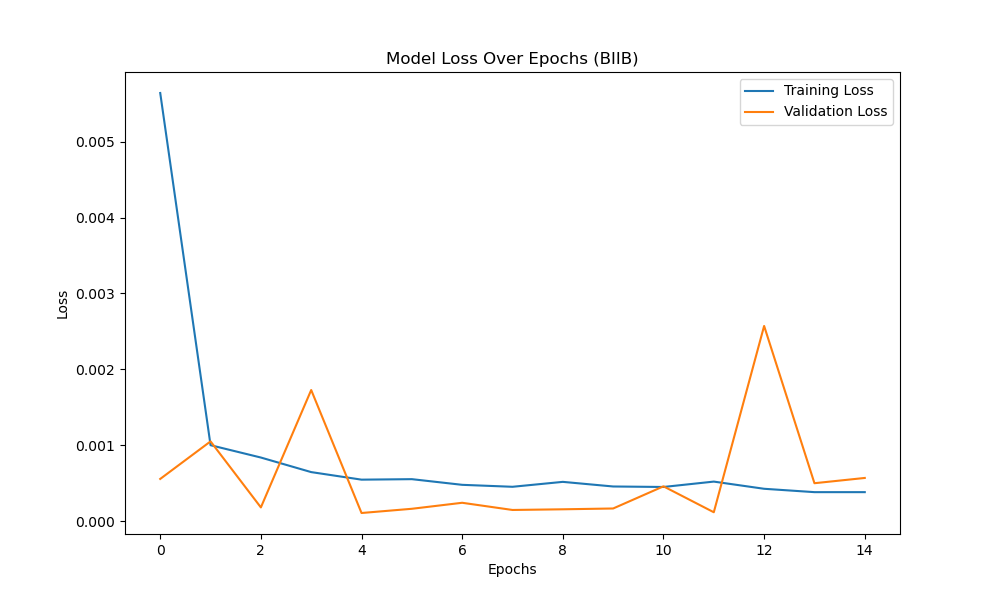 Model Loss Over Epochs (BIIB)
Training Loss
Validation Loss
0.005
0.004
0.003
0.002
0.001
0.000
Loss
0 2 4 6 8 10 12 14
Epochs